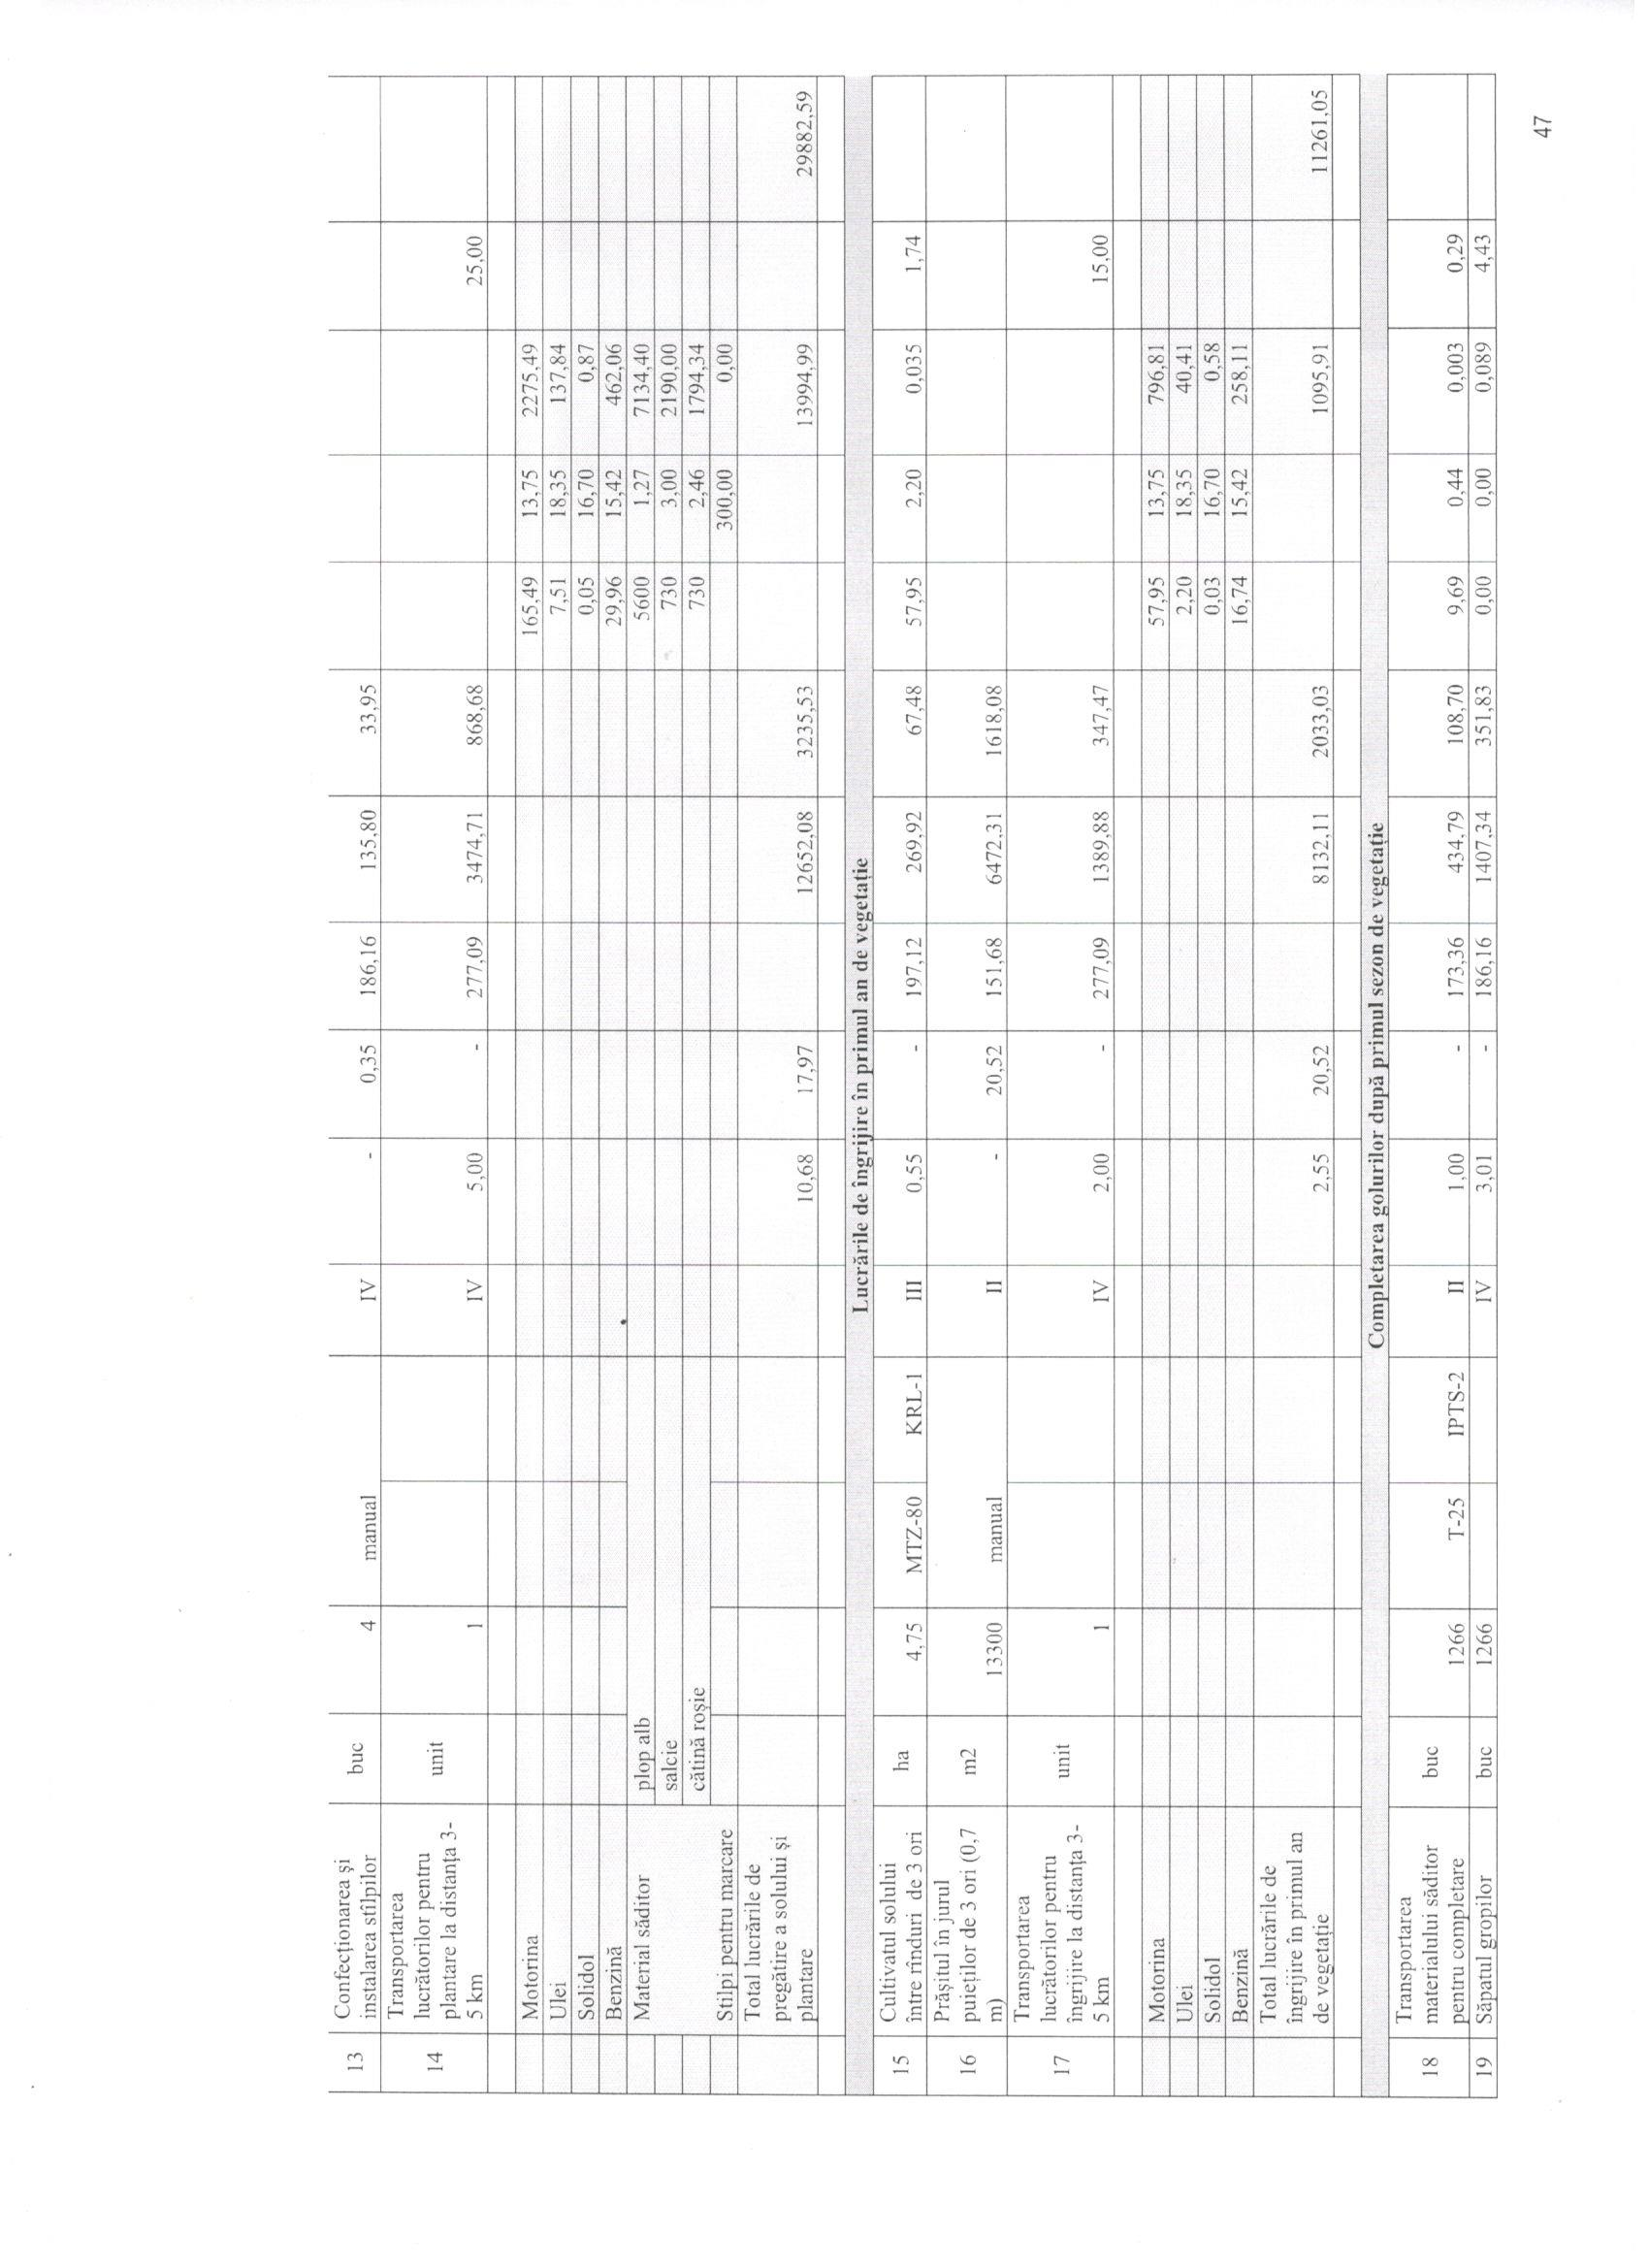 13 Confecționarea și
instalarea stîlpilor buc 4 manual IV - 0,35 186,16 135,80 33,95
14 Transportarea
lucrătorilor pentru
plantare la distanța 3-
5 km unit 1 IV 5,00 - 277,09 3474,71 868,68 25,00
Motorina 165,49 13,75 2275,49
Ulei 7,51 18,35 137,84
Solidol 0,05 16,70 0,87
Benzină 29,96 15,42 462,06
Material săditor plop alb 5600 1,27 7134,40
salcie 730 3,00 2190,00
cătină roșie 730 2,46 1794,34
Stilpi pentru marcare 300,00 0,00
Total lucrările de
pregătire a solului și
plantare 10,68 17,97 12652,08 3235,53 13994,99 29882,59
Lucrările de îngrijire în primul an de vegetație
15 Cultivatul solului
între rînduri de 3 ori ha 4,75 MTZ-80 KRL-1 III 0,55 - 197,12 269,92 67,48 57,95 2,20 0,035 1,74
16 Prășitul în jurul
puieților de 3 ori (0,7
m) m2 13300 manual II - 20,52 151,68 6472,31 1618,08
17 Transportarea
lucrătorilor pentru
îngrijire la distanța 3-
5 km unit 1 IV 2,00 - 277,09 1389,88 347,47 15,00
Motorina 57,95 13,75 796,81
Ulei 2,20 18,35 40,41
Solidol 0,03 16,70 0,58
Benzină 16,74 15,42 258,11
Total lucrările de
îngrijire în primul an
de vegetație 2,55 20,52 8132,11 2033,03 1095,91 11261,05
Completarea golurilor după primul sezon de vegetație
18 Transportarea
materialului săditor
pentru completare buc 1266 T-25 IPTS-2 II 1,00 - 173,36 434,79 108,70 9,69 0,44 0,003 0,29
19 Săpatul gropilor buc 1266 IV 3,01 - 186,16 1407,34 351,83 0,00 0,00 0,089 4,43
47